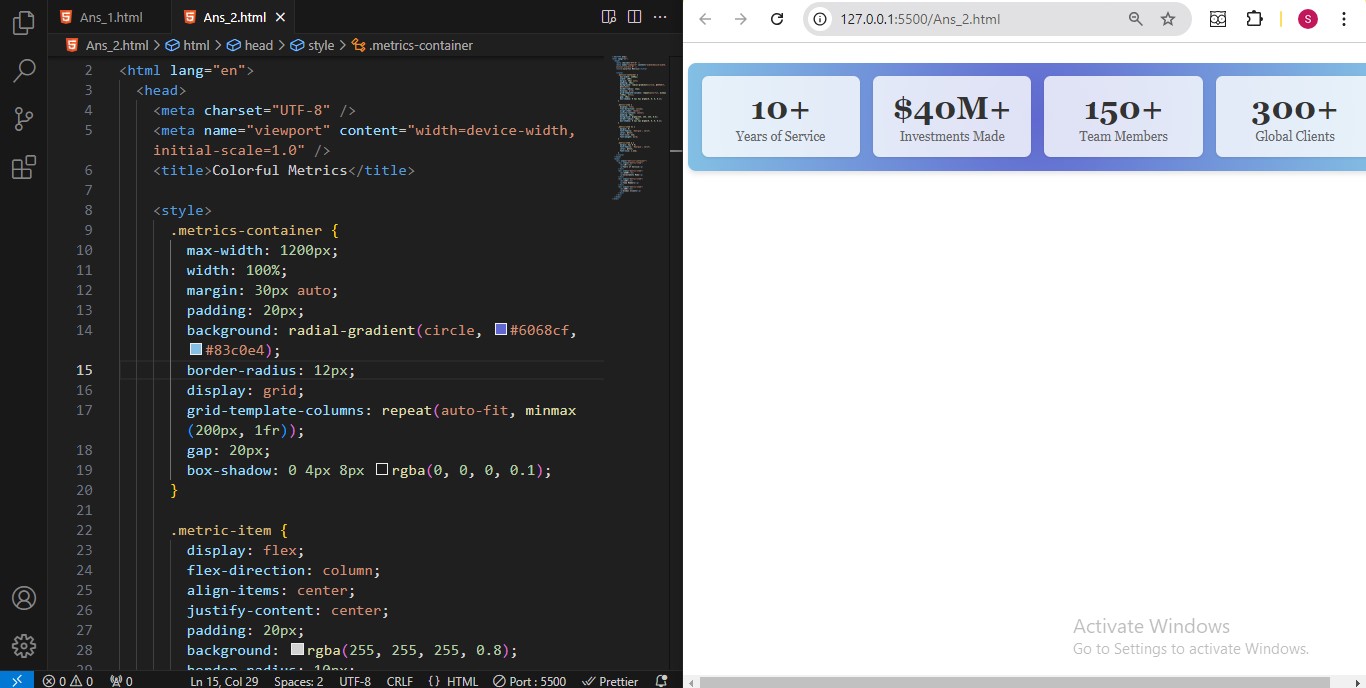 Ans_1.html
Ans_2.html
Ans_2.html > html > head > style > .metrics-container
2 <html lang="en">
3 <head>
4 <meta charset="UTF-8" />
5 <meta name="viewport" content="width=device-width,
initial-scale=1.0" />
6 <title>Colorful Metrics</title>
7
8 <style>
9 .metrics-container {
10 max-width: 1200px;
11 width: 100%;
12 margin: 30px auto;
13 padding: 20px;
14 background: radial-gradient(circle, #6068cf,
#83c0e4);
15 border-radius: 12px;
16 display: grid;
17 grid-template-columns: repeat(auto-fit, minmax
(200px, 1fr));
18 gap: 20px;
19 box-shadow: 0 4px 8px rgba(0, 0, 0, 0.1);
20 }
21
22 .metric-item {
23 display: flex;
24 flex-direction: column;
25 align-items: center;
26 justify-content: center;
27 padding: 20px;
28 background: rgba(255, 255, 255, 0.8);
29 border-radius: 10px;
0 0 0 Ln 15, Col 29 Spaces: 2 UTF-8 CRLF {} HTML Port : 5500 Prettier
127.0.0.1:5500/Ans_2.html
S
10+
Years of Service
$40M+
Investments Made
150+
Team Members
300+
Global Clients
Activate Windows
Go to Settings to activate Windows.